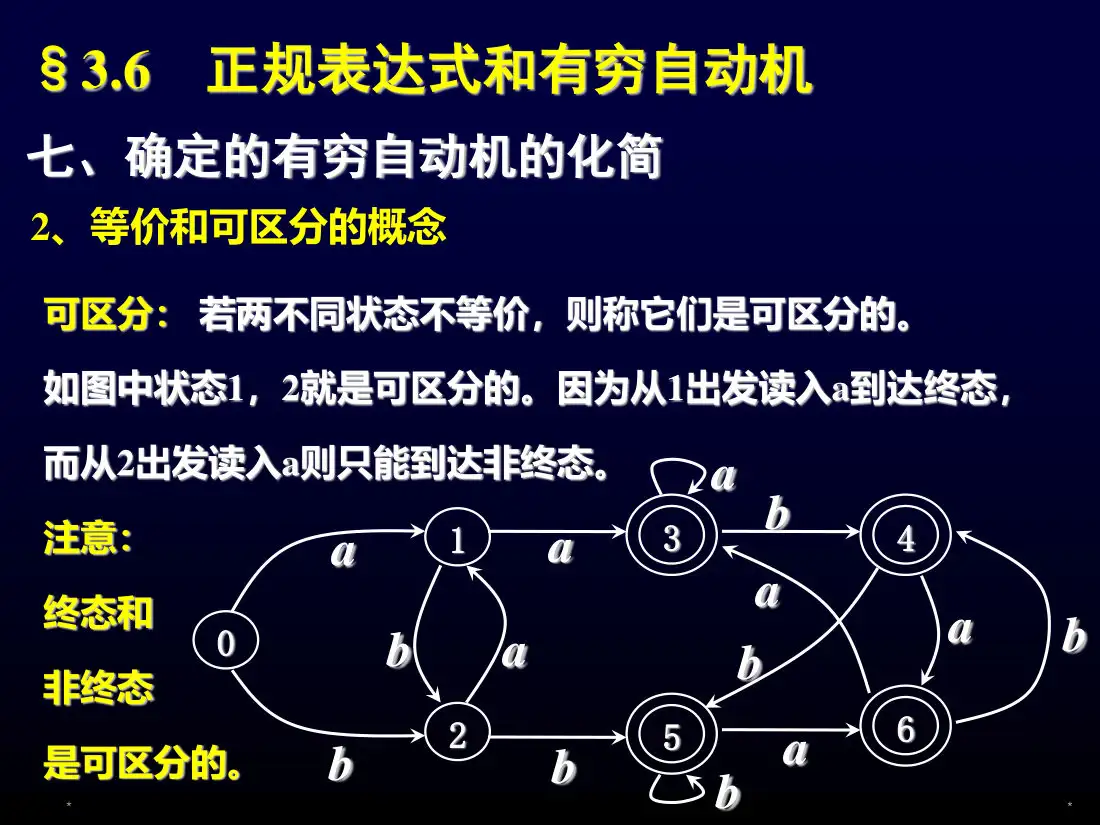 §3.6 正规表达式和有穷自动机
七、确定的有穷自动机的化简
2、等价和可区分的概念
可区分： 若两不同状态不等价，则称它们是可区分的。
如图中状态1，2就是可区分的。因为从1出发读入a到达终态，
而从2出发读入a则只能到达非终态。
注意：
终态和
非终态
是可区分的。
a
b
1
3
4
a
a
a
0
b
a
b
a
b
2
5
6
b
b
a
b
*
*